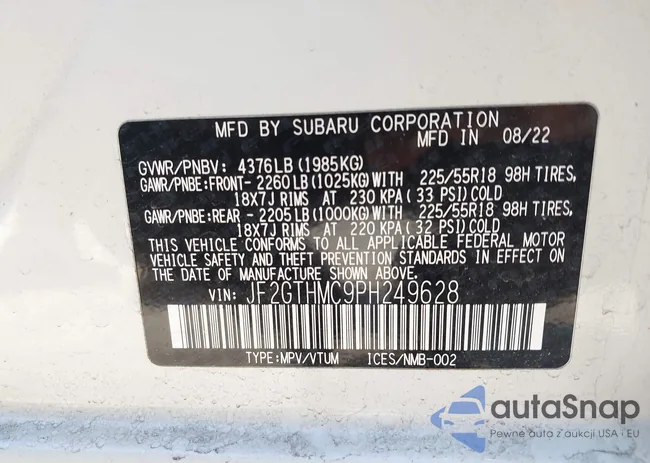 MFD BY SUBARU CORPORATION
MFD IN 08/22
GVWR/PNBV: 4376LB (1985KG)
GAWR/PNBE:FRONT-2260LB (1025KG)WITH 225/55R18 98H TIRES,
18X7J RIMS AT 230 KPA (33 PSI)COLD
GAWR/PNBE:REAR -2205LB (1000KG)WITH 225/55R18 98H TIRES,
18X7J RIMS AT 220 KPA (32 PSI)COLD
THIS VEHICLE CONFORMS TO ALL APPLICABLE FEDERAL MOTOR
VEHICLE SAFETY AND THEFT PREVENTION STANDARDS IN EFFECT
ON THE DATE OF MANUFACTURE SHOWN ABOVE.
VIN: JF2GTHMC9PH249628
TYPE:MPV/VTUM ICES/NMB-002
autoSnap
Pewne auta z aukcji USA i EU